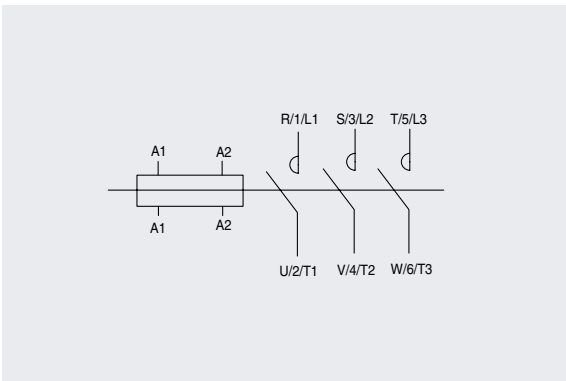 R/1/L1 S/3/L2 T/5/L3
A1 A2
A1 A2
U/2/T1 V/4/T2 W/6/T3